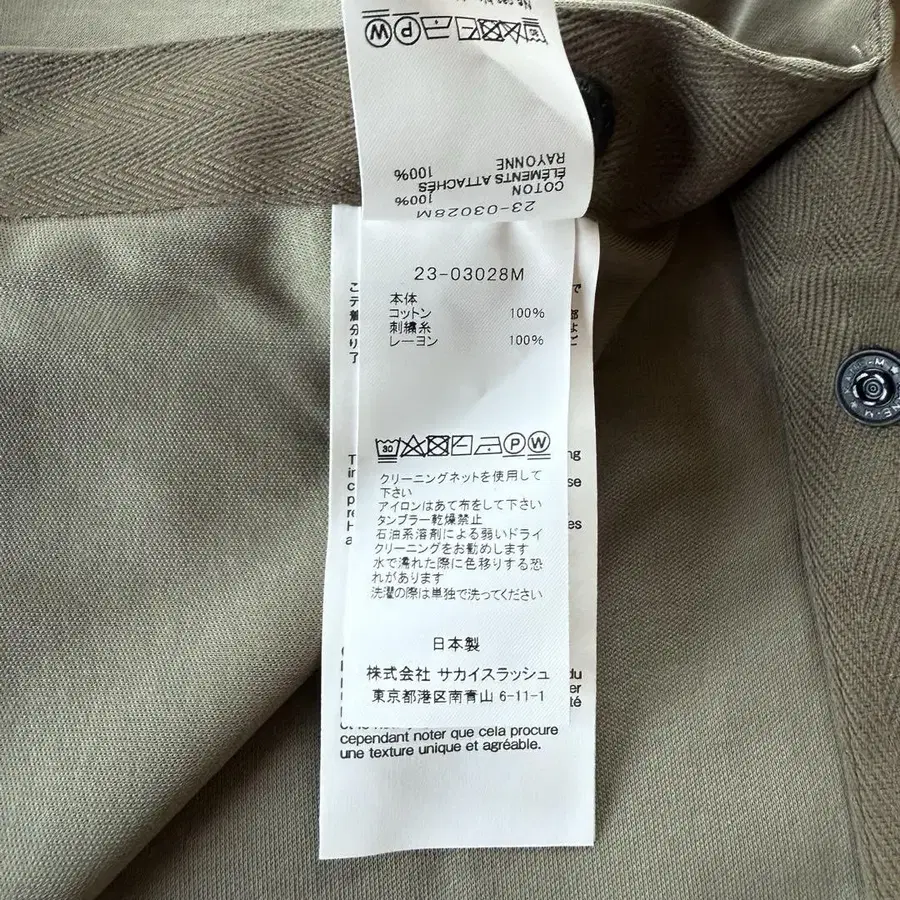 COTON 100%
ÉLÉMENTS ATTACHÉS
RAYONNE 100%
23-03028M
23-03028M
本体
コットン 100%
刺繍糸
レーヨン 100%
30
P W
クリーニングネットを使用して
下さい
アイロンはあて布をして下さい
タンブラー乾燥禁止
石油系溶剤による弱いドライ
クリーニングをお勧めします
水で濡れた際に色移りする恐
れがあります
洗濯の際は単独で洗ってください
日本製
株式会社 サカイスラッシュ
東京都港区南青山 6-11-1
cependant noter que cela procure
une texture unique et agréable.